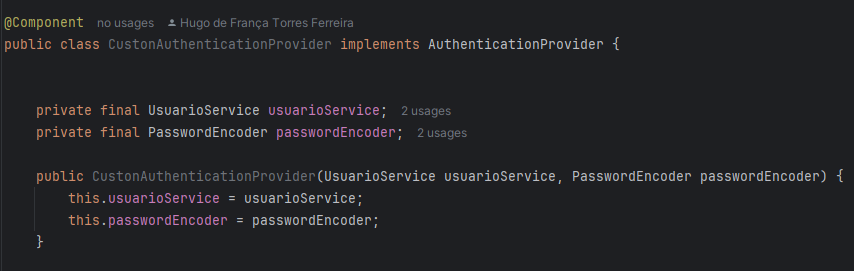 @Component no usages Hugo de França Torres Ferreira
public class CustonAuthenticationProvider implements AuthenticationProvider {
private final UsuarioService usuarioService; 2 usages
private final PasswordEncoder passwordEncoder; 2 usages
public CustonAuthenticationProvider(UsuarioService usuarioService, PasswordEncoder passwordEncoder) {
this.usuarioService = usuarioService;
this.passwordEncoder = passwordEncoder;
}